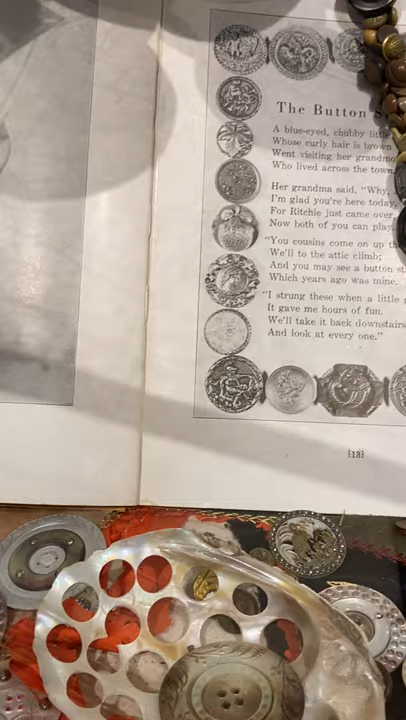 The Button
A blue-eyed, chubby little
Whose curly hair is brown
Went visiting her grandmo
Who lived across the town
Her grandma said, "Why,
I'm glad you're here today,
For Ritchie just came over
Now both of you can play
"You cousins come on up th
We'll to the attic climb;
And you may see a button st
Which years ago was mine.
"I strung these when a little
It gave me hours of fun.
We'll take it back downstairs
And look at every one."
[13]